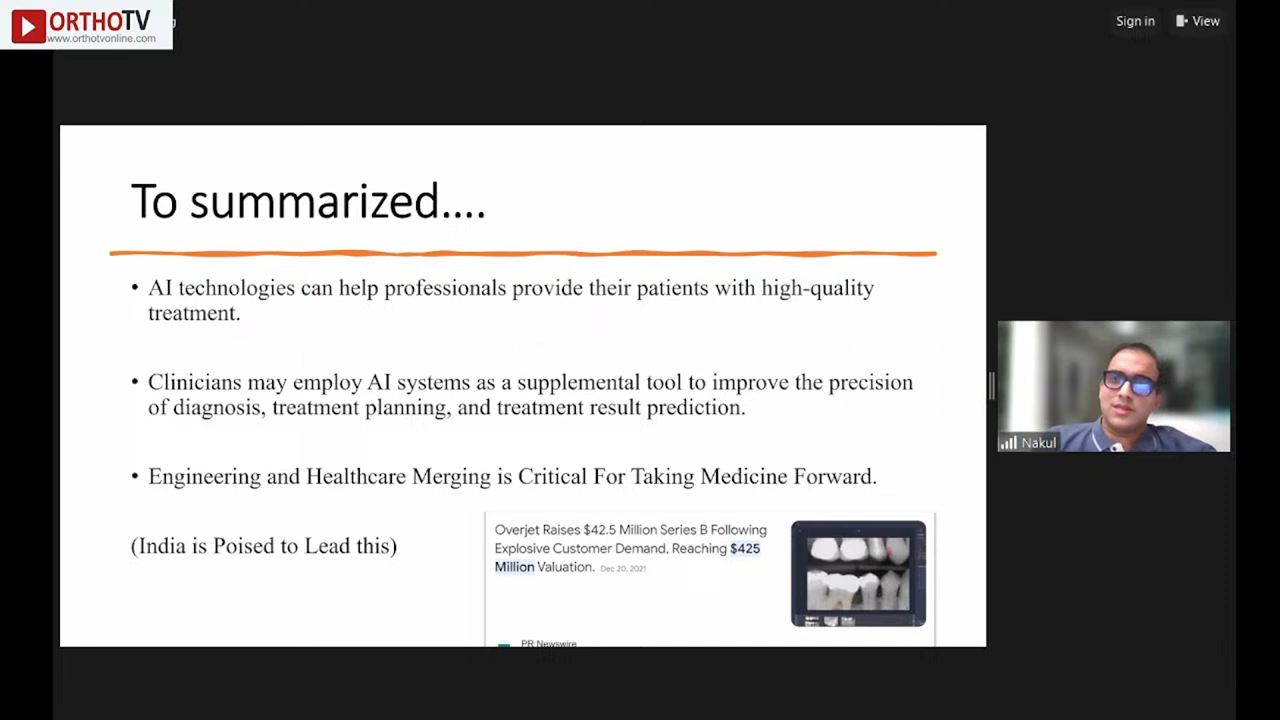 ORTHOTV
www.orthotvonline.com
Sign in
View
To summarized....
• AI technologies can help professionals provide their patients with high-quality
treatment.
• Clinicians may employ AI systems as a supplemental tool to improve the precision
of diagnosis, treatment planning, and treatment result prediction.
• Engineering and Healthcare Merging is Critical For Taking Medicine Forward.
(India is Poised to Lead this)
Overjet Raises $42.5 Million Series B Following
Explosive Customer Demand, Reaching $425
Million Valuation. Dec 20, 2021
PR Newswire
Nakul